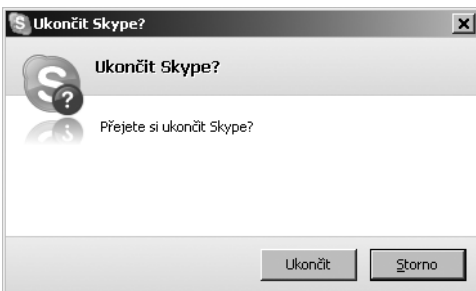 Ukončit Skype?
Ukončit Skype?
Přejete si ukončit Skype?
Ukončit
Storno